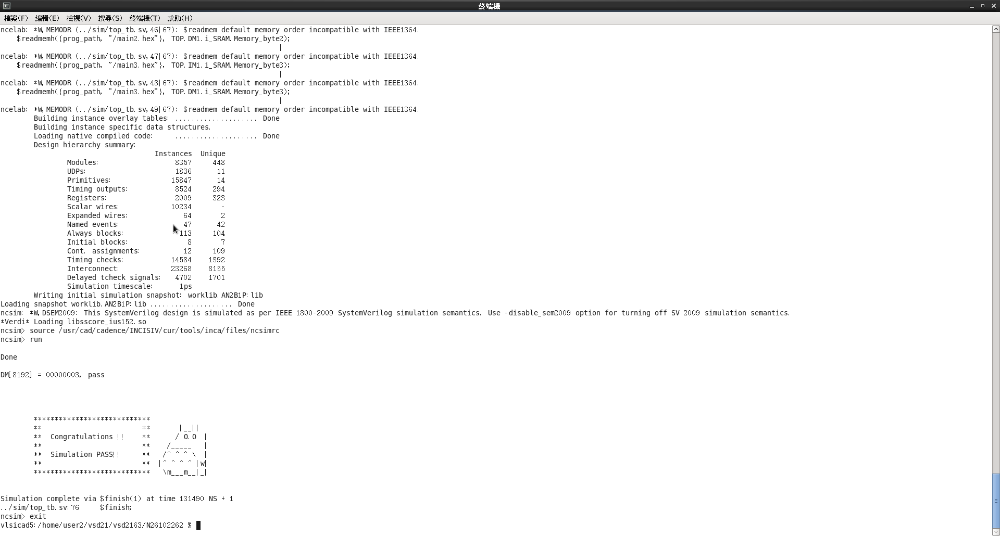 終端機
檔案(F) 編輯(E) 檢視(V) 搜尋(S) 終端機(T) 求助(H)
ncelab: *W,MEMODR (../sim/top_tb.sv,46|67): $readmem default memory order incompatible with IEEE1364.
    $readmemh({prog_path, "/main2.hex"}, TOP.DM1.i_SRAM.Memory_byte2);
                                                                   |
ncelab: *W,MEMODR (../sim/top_tb.sv,47|67): $readmem default memory order incompatible with IEEE1364.
    $readmemh({prog_path, "/main3.hex"}, TOP.IM1.i_SRAM.Memory_byte3);
                                                                   |
ncelab: *W,MEMODR (../sim/top_tb.sv,48|67): $readmem default memory order incompatible with IEEE1364.
    $readmemh({prog_path, "/main3.hex"}, TOP.DM1.i_SRAM.Memory_byte3);
                                                                   |
ncelab: *W,MEMODR (../sim/top_tb.sv,49|67): $readmem default memory order incompatible with IEEE1364.
        Building instance overlay tables: .................... Done
        Building instance specific data structures.
        Loading native compiled code:     .................... Done
        Design hierarchy summary:
                                     Instances  Unique
                Modules:                  8357     448
                UDPs:                     1836      11
                Primitives:              15847      14
                Timing outputs:           8524     294
                Registers:                2009     323
                Scalar wires:            10234       -
                Expanded wires:             64       2
                Named events:               47      42
                Always blocks:             113     104
                Initial blocks:              8       7
                Cont. assignments:          12     109
                Timing checks:           14584    1592
                Interconnect:            23268    8155
                Delayed tcheck signals:   4702    1701
                Simulation timescale:      1ps
        Writing initial simulation snapshot: worklib.AN2B1P:lib
Loading snapshot worklib.AN2B1P:lib .................... Done
ncsim: *W,DSEM2009: This SystemVerilog design is simulated as per IEEE 1800-2009 SystemVerilog simulation semantics. Use -disable_sem2009 option for turning off SV 2009 simulation semantics.
*Verdi* Loading libsscore_ius152.so
ncsim> source /usr/cad/cadence/INCISIV/cur/tools/inca/files/ncsimrc
ncsim> run
Done
DM[8192] = 00000003, pass
        ****************************
        **                        **       |__||
        **  Congratulations !!    **      / O.O  |
        **                        **    /_____   |
        **  Simulation PASS!!     **   /^ ^ ^ \  |
        **                        **  |^ ^ ^ ^ |w|
        ****************************   \m___m__|_|
Simulation complete via $finish(1) at time 131490 NS + 1
../sim/top_tb.sv:76     $finish;
ncsim> exit
vlsicad5:/home/user2/vsd21/vsd2163/N26102262 %